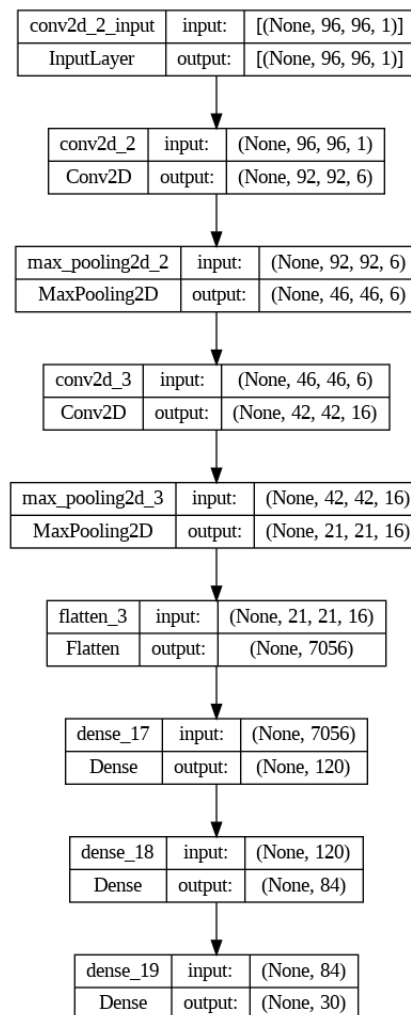 conv2d_2_input input: [(None, 96, 96, 1)]
InputLayer output: [(None, 96, 96, 1)]
conv2d_2 input: (None, 96, 96, 1)
Conv2D output: (None, 92, 92, 6)
max_pooling2d_2 input: (None, 92, 92, 6)
MaxPooling2D output: (None, 46, 46, 6)
conv2d_3 input: (None, 46, 46, 6)
Conv2D output: (None, 42, 42, 16)
max_pooling2d_3 input: (None, 42, 42, 16)
MaxPooling2D output: (None, 21, 21, 16)
flatten_3 input: (None, 21, 21, 16)
Flatten output: (None, 7056)
dense_17 input: (None, 7056)
Dense output: (None, 120)
dense_18 input: (None, 120)
Dense output: (None, 84)
dense_19 input: (None, 84)
Dense output: (None, 30)